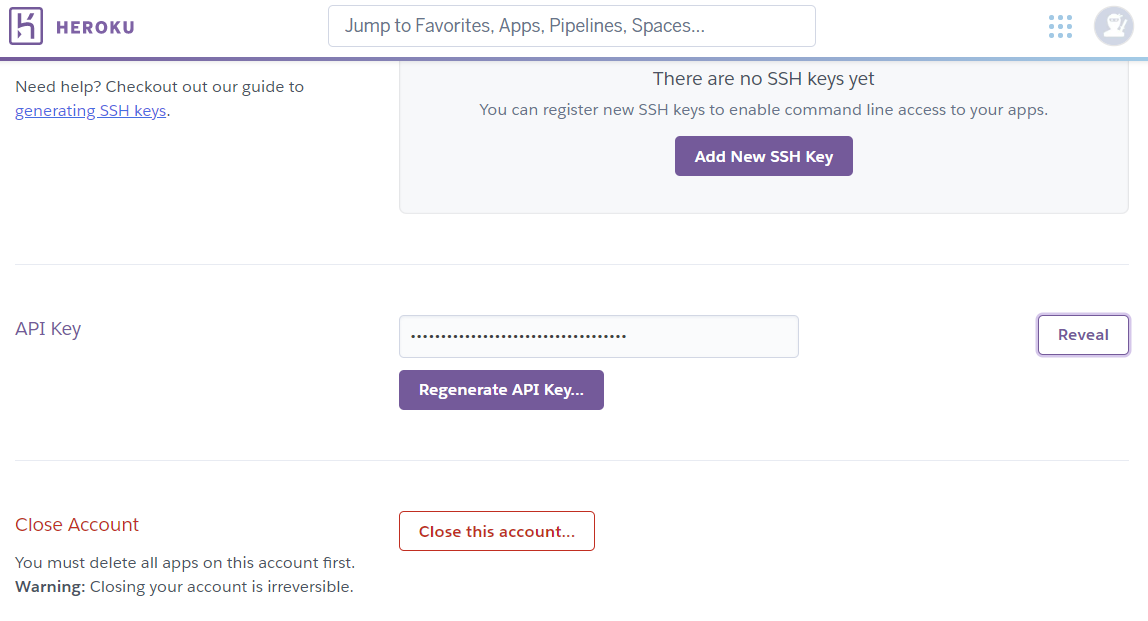 HEROKU
Jump to Favorites, Apps, Pipelines, Spaces...
Need help? Checkout out our guide to
generating SSH keys.
There are no SSH keys yet
You can register new SSH keys to enable command line access to your apps.
Add New SSH Key
API Key
••••••••••••••••••••••••••••••••••••
Reveal
Regenerate API Key...
Close Account
Close this account...
You must delete all apps on this account first.
Warning: Closing your account is irreversible.